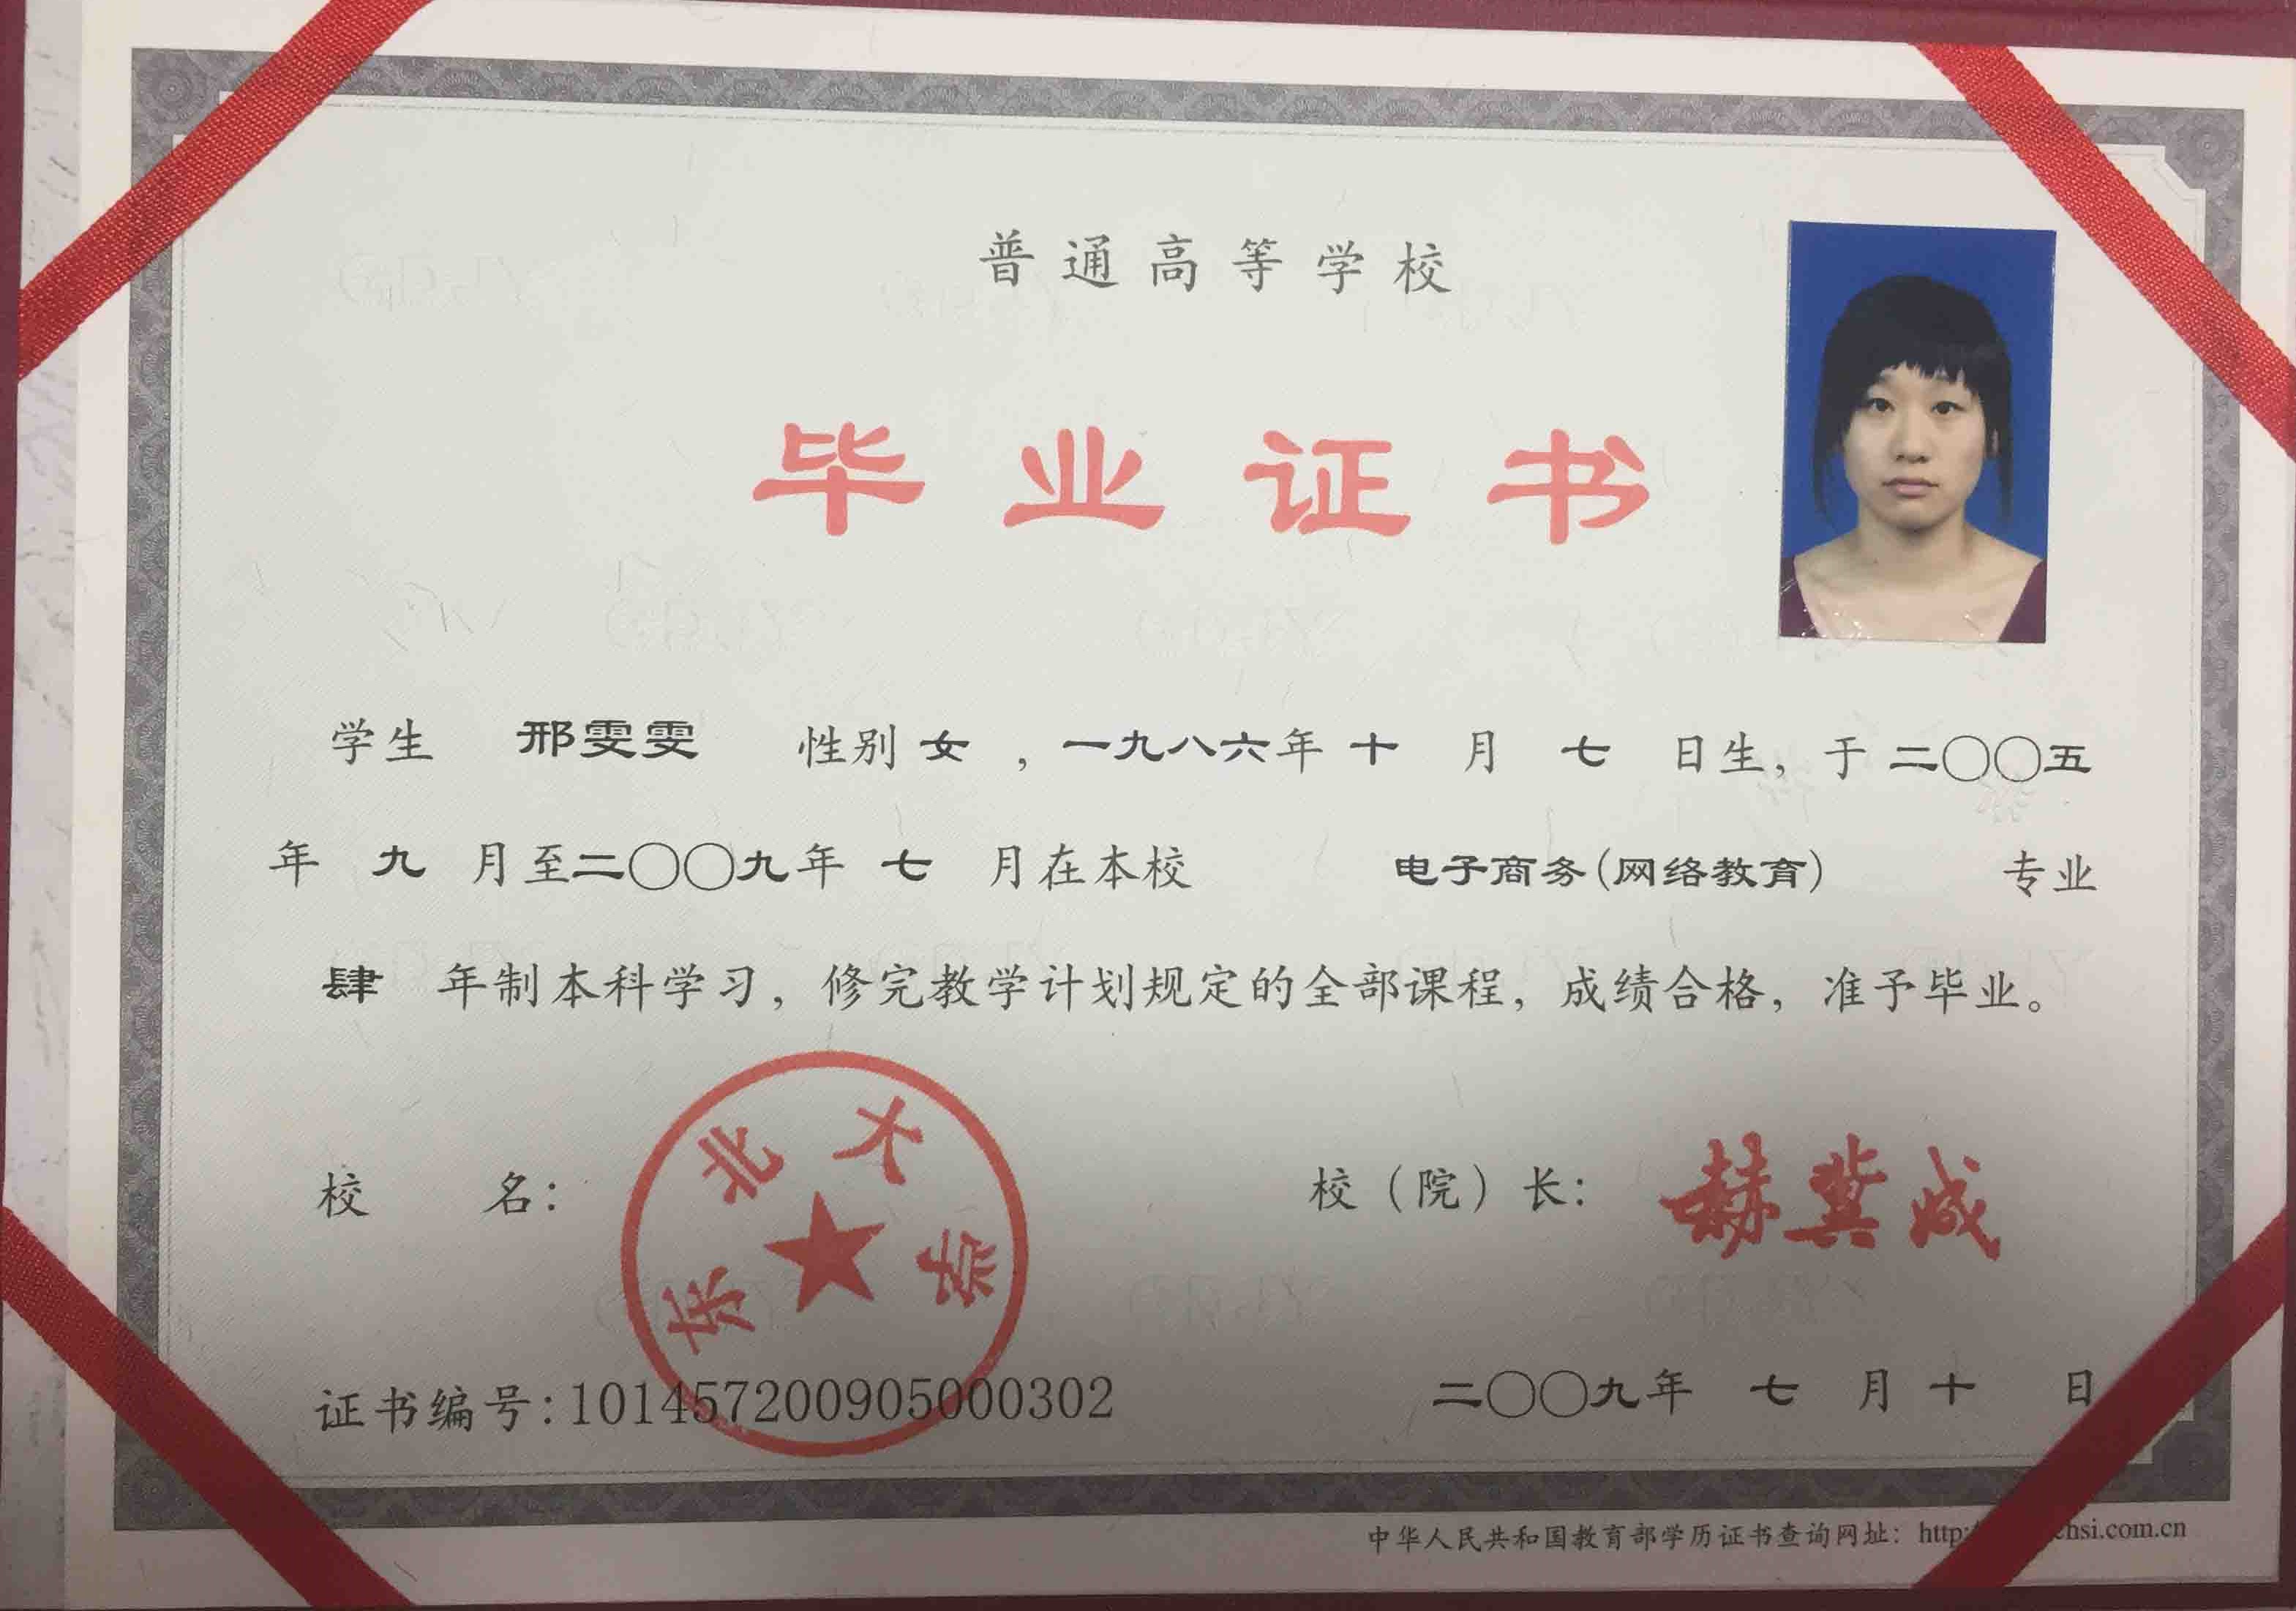 普通高等学校
毕业证书
学生 邢雯雯 性别 女 ，一九八六年 十 月 七 日生，于 二〇〇五
年 九 月至二〇〇九年 七 月在本校 电子商务(网络教育) 专业
肆 年制本科学习，修完教学计划规定的全部课程，成绩合格，准予毕业。
校 名： 东北大学 校（院）长： 赫冀成
证书编号:101457200905000302 二〇〇九年 七 月 十 日
中华人民共和国教育部学历证书查询网址： http: hsi.com.cn